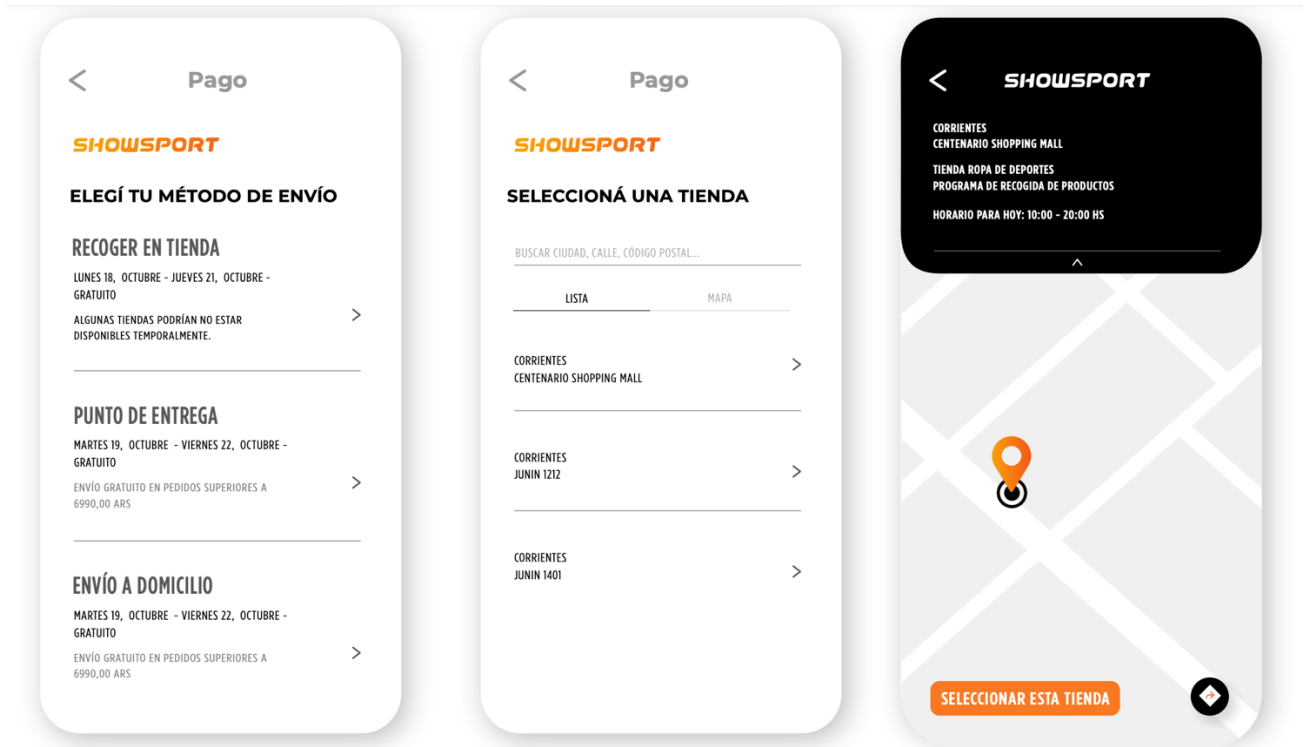 Pago
SHOWSPORT
ELEGÍ TU MÉTODO DE ENVÍO
RECOGER EN TIENDA
LUNES 18, OCTUBRE - JUEVES 21, OCTUBRE -
GRATUITO
ALGUNAS TIENDAS PODRÍAN NO ESTAR
DISPONIBLES TEMPORALMENTE.
PUNTO DE ENTREGA
MARTES 19, OCTUBRE - VIERNES 22, OCTUBRE -
GRATUITO
ENVÍO GRATUITO EN PEDIDOS SUPERIORES A
6990,00 ARS
ENVÍO A DOMICILIO
MARTES 19, OCTUBRE - VIERNES 22, OCTUBRE -
GRATUITO
ENVÍO GRATUITO EN PEDIDOS SUPERIORES A
6990,00 ARS
Pago
SHOWSPORT
SELECCIONÁ UNA TIENDA
BUSCAR CIUDAD, CALLE, CÓDIGO POSTAL...
LISTA MAPA
CORRIENTES
CENTENARIO SHOPPING MALL
CORRIENTES
JUNIN 1212
CORRIENTES
JUNIN 1401
SHOWSPORT
CORRIENTES
CENTENARIO SHOPPING MALL
TIENDA ROPA DE DEPORTES
PROGRAMA DE RECOGIDA DE PRODUCTOS
HORARIO PARA HOY: 10:00 - 20:00 HS
SELECCIONAR ESTA TIENDA